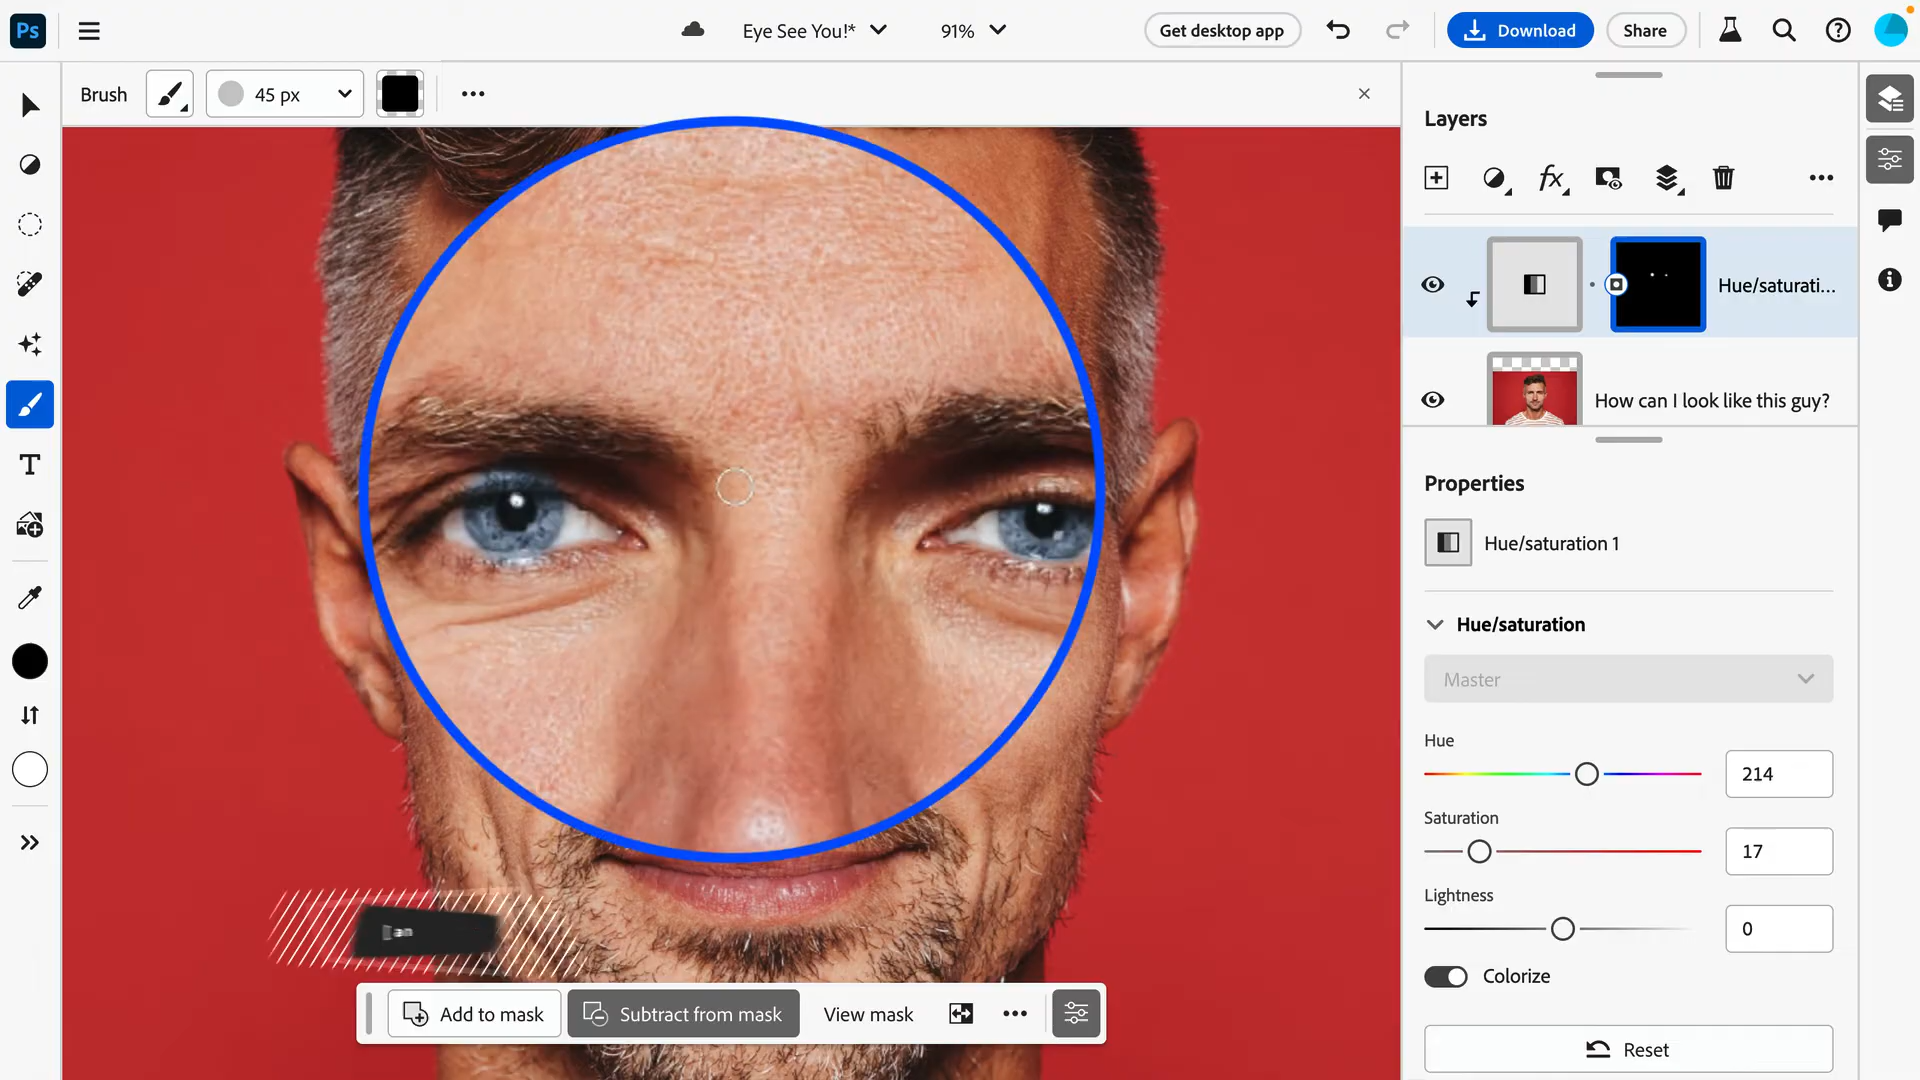 Ps
Eye See You!*
91%
Get desktop app
Download
Share
Brush
45 px
Layers
Hue/saturati...
How can I look like this guy?
Properties
Hue/saturation 1
Hue/saturation
Master
Hue
214
Saturation
17
Lightness
0
Colorize
Reset
Add to mask
Subtract from mask
View mask
T
fx